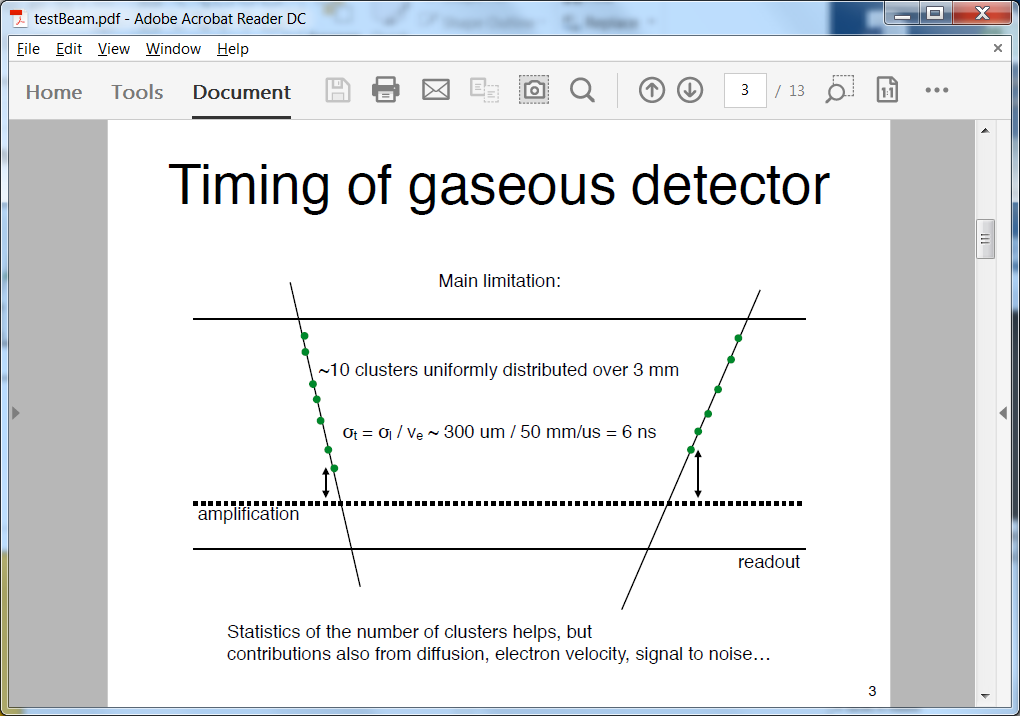 testBeam.pdf - Adobe Acrobat Reader DC
File Edit View Window Help
Home Tools Document 3 / 13
Timing of gaseous detector
Main limitation:
~10 clusters uniformly distributed over 3 mm
σt = σl / ve ~ 300 um / 50 mm/us = 6 ns
amplification
readout
Statistics of the number of clusters helps, but
contributions also from diffusion, electron velocity, signal to noise…
3